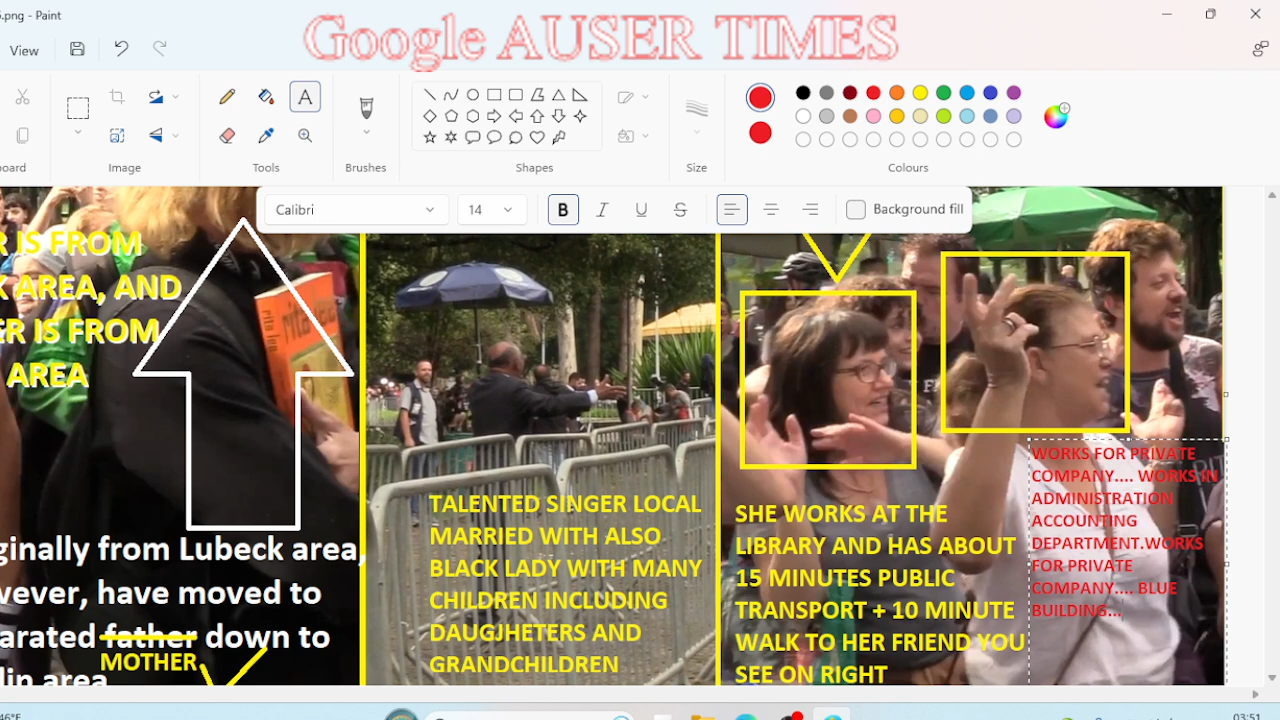 .png - Paint
Google AUSER TIMES
View
oard
Image
Tools
Brushes
Shapes
Size
Colours
Calibri
14
B
I
U
S
Background fill
R IS FROM
AREA, AND
ER IS FROM
AREA
rita lee
ginally from Lubeck area,
wever, have moved to
arated father down to
MOTHER
lin area
TALENTED SINGER LOCAL
MARRIED WITH ALSO
BLACK LADY WITH MANY
CHILDREN INCLUDING
DAUGJHETERS AND
GRANDCHILDREN
SHE WORKS AT THE
LIBRARY AND HAS ABOUT
15 MINUTES PUBLIC
TRANSPORT + 10 MINUTE
WALK TO HER FRIEND YOU
SEE ON RIGHT
WORKS FOR PRIVATE
COMPANY.... WORKS IN
ADMINISTRATION
ACCOUNTING
DEPARTMENT.WORKS
FOR PRIVATE
COMPANY.... BLUE
BUILDING...
46°F
03:51